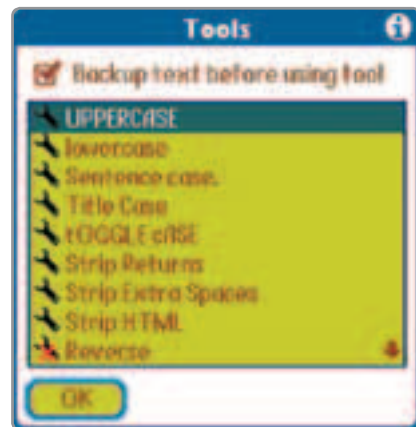 Tools
Backup text before using tool
UPPERCASE
lowercase
Sentence case.
Title Case
tOGGLE cASE
Strip Returns
Strip Extra Spaces
Strip HTML
Reverse
OK